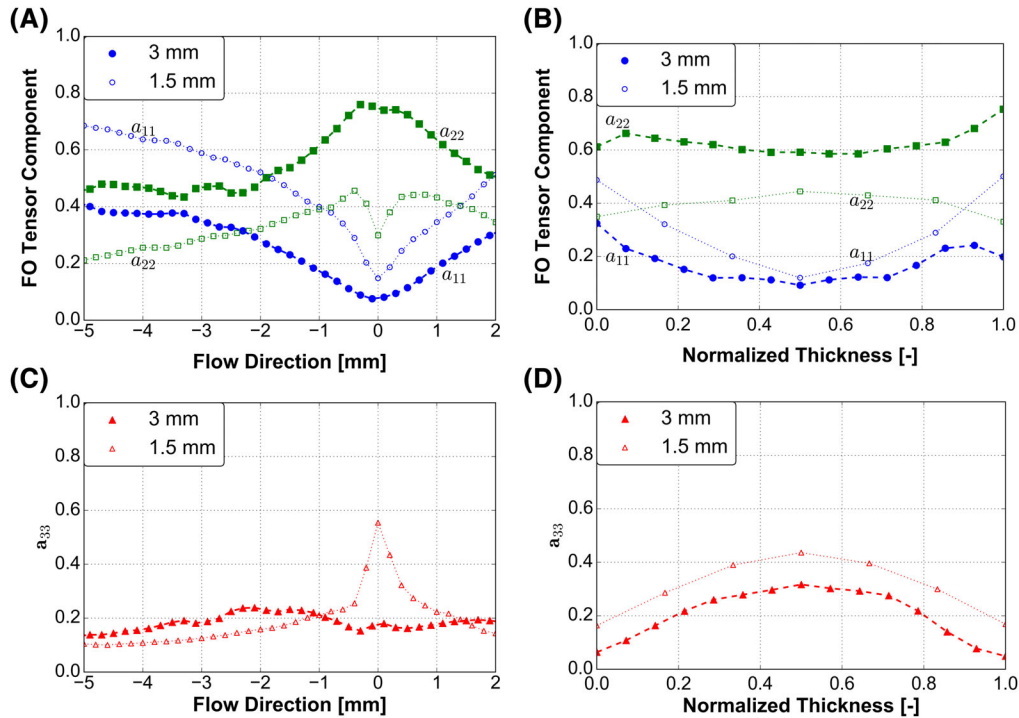 (A)
1.0
0.8
0.6
0.4
0.2
0.0
FO Tensor Component
3 mm
1.5 mm
a11
a22
a22
a11
−5 −4 −3 −2 −1 0 1 2
Flow Direction [mm]
(B)
1.0
0.8
0.6
0.4
0.2
0.0
FO Tensor Component
3 mm
1.5 mm
a22
a22
a11
a11
0.0 0.2 0.4 0.6 0.8 1.0
Normalized Thickness [-]
(C)
1.0
0.8
0.6
0.4
0.2
0.0
a33
3 mm
1.5 mm
−5 −4 −3 −2 −1 0 1 2
Flow Direction [mm]
(D)
1.0
0.8
0.6
0.4
0.2
0.0
a33
3 mm
1.5 mm
0.0 0.2 0.4 0.6 0.8 1.0
Normalized Thickness [-]